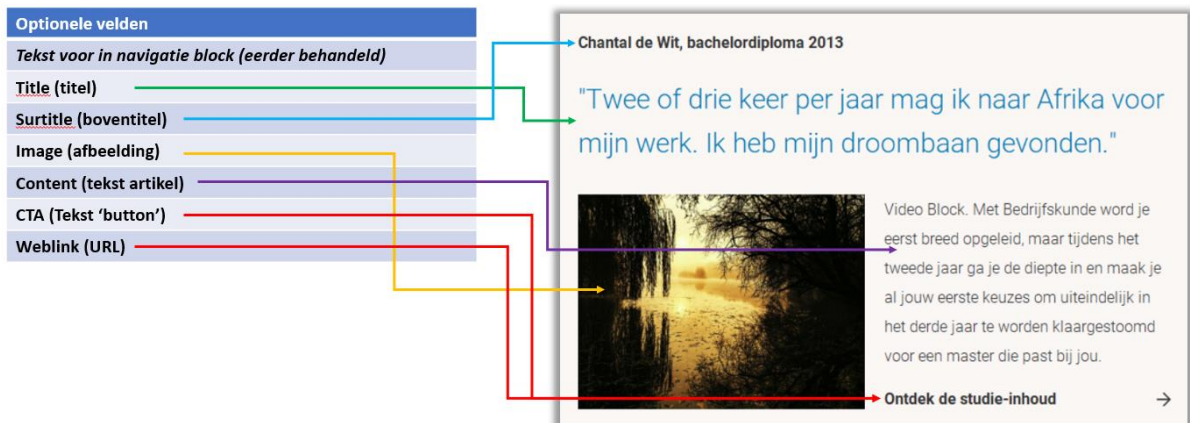 Optionele velden
Tekst voor in navigatie block (eerder behandeld)
Title (titel)
Surtitle (boventitel)
Image (afbeelding)
Content (tekst artikel)
CTA (Tekst ‘button’)
Weblink (URL)
Chantal de Wit, bachelordiploma 2013
"Twee of drie keer per jaar mag ik naar Afrika voor
mijn werk. Ik heb mijn droombaan gevonden."
Video Block. Met Bedrijfskunde word je
eerst breed opgeleid, maar tijdens het
tweede jaar ga je de diepte in en maak je
al jouw eerste keuzes om uiteindelijk in
het derde jaar te worden klaargestoomd
voor een master die past bij jou.
Ontdek de studie-inhoud